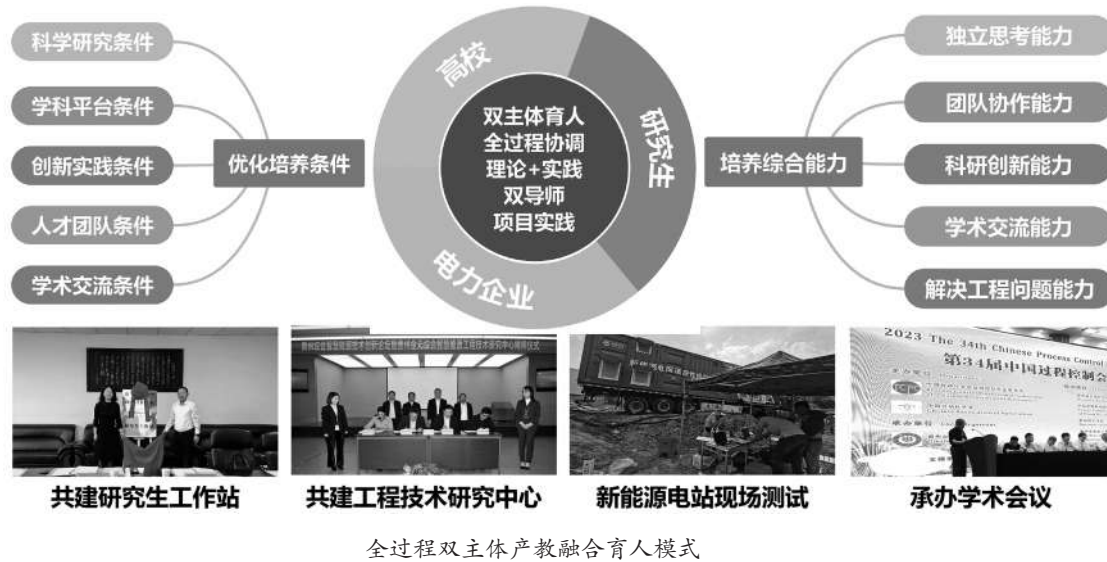 科学研究条件
学科平台条件
创新实践条件
人才团队条件
学术交流条件
优化培养条件
高校
研究生
电力企业
双主体育人
全过程协调
理论+实践
双导师
项目实践
培养综合能力
独立思考能力
团队协作能力
科研创新能力
学术交流能力
解决工程问题能力
2023 The 34th Chinese Process Control
第34届中国过程控制会
共建研究生工作站
共建工程技术研究中心
新能源电站现场测试
承办学术会议
全过程双主体产教融合育人模式